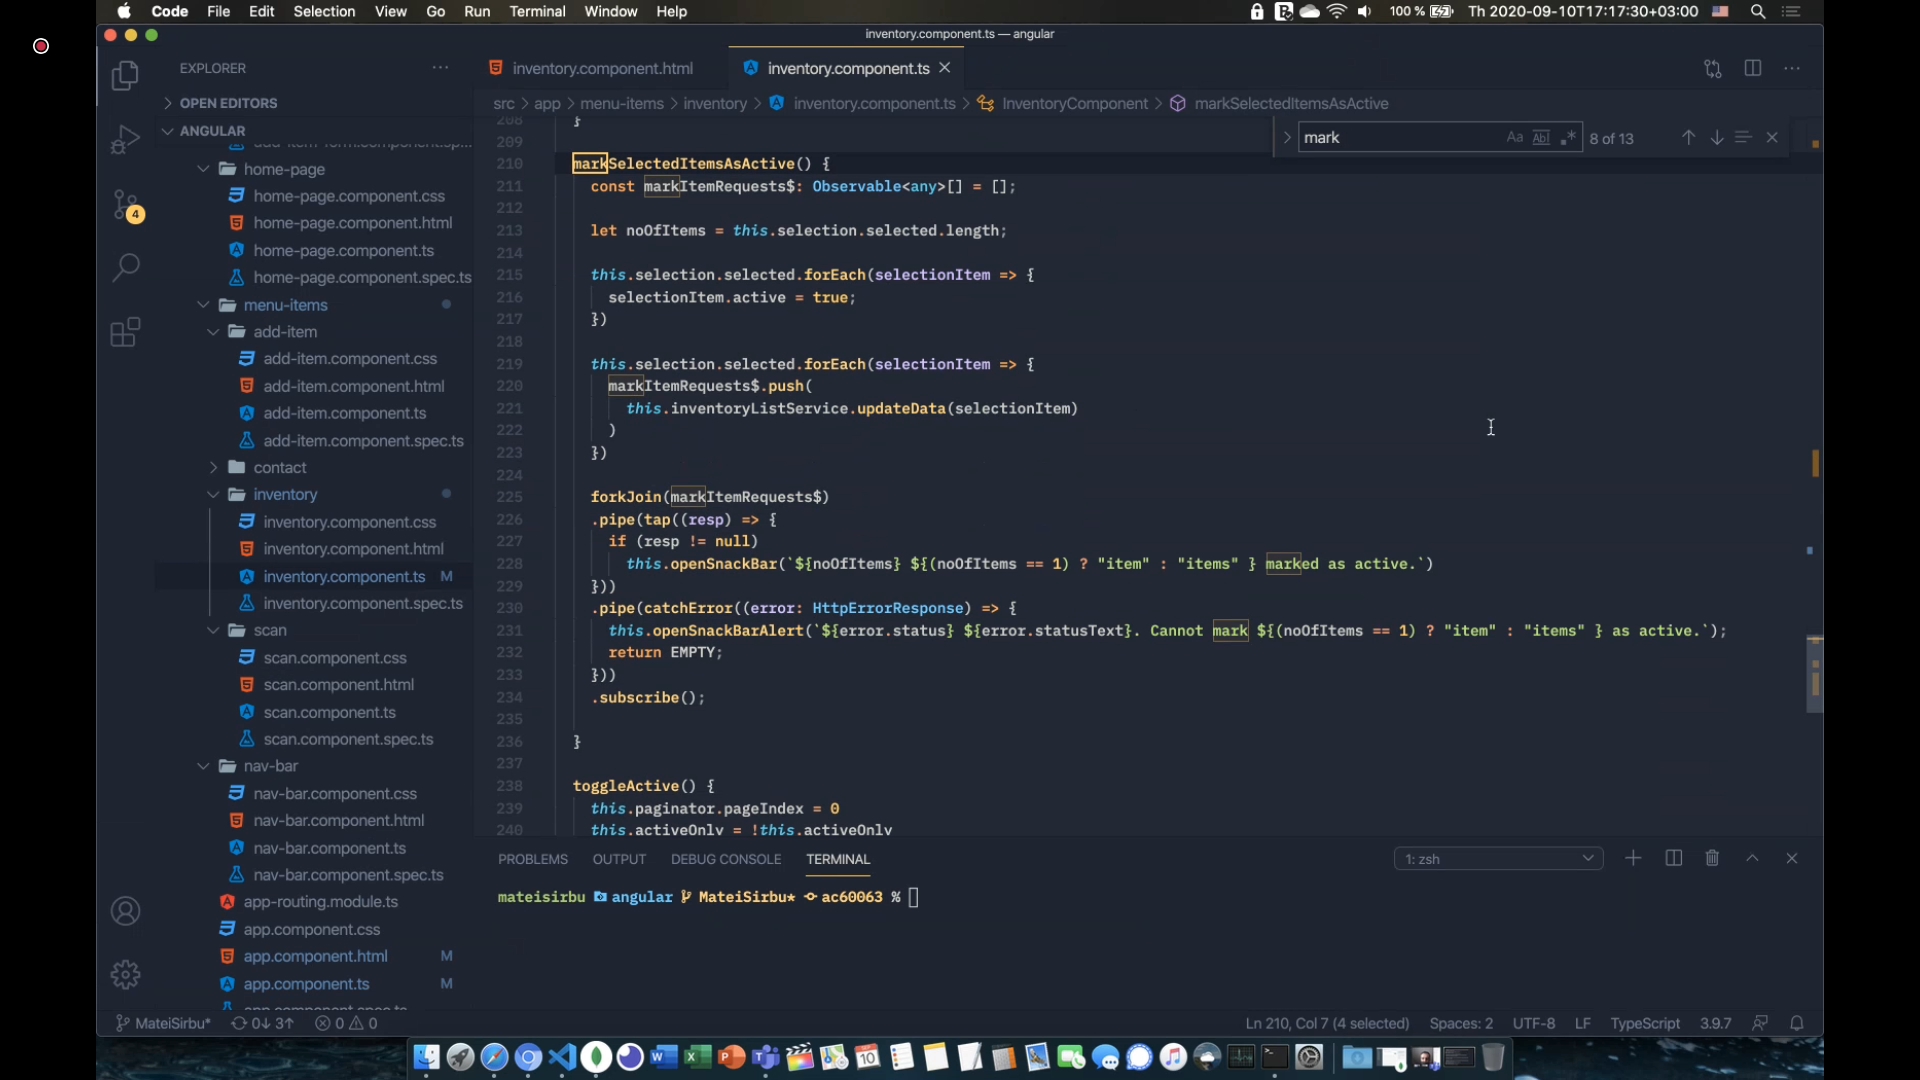 Code File Edit Selection View Go Run Terminal Window Help
100 % Th 2020-09-10T17:17:30+03:00
inventory.component.ts — angular
EXPLORER
OPEN EDITORS
ANGULAR
home-page
home-page.component.css
home-page.component.html
home-page.component.ts
home-page.component.spec.ts
menu-items
add-item
add-item.component.css
add-item.component.html
add-item.component.ts
add-item.component.spec.ts
contact
inventory
inventory.component.css
inventory.component.html
inventory.component.ts M
inventory.component.spec.ts
scan
scan.component.css
scan.component.html
scan.component.ts
scan.component.spec.ts
nav-bar
nav-bar.component.css
nav-bar.component.html
nav-bar.component.ts
nav-bar.component.spec.ts
app-routing.module.ts
app.component.css
app.component.html M
app.component.ts M
4
inventory.component.html inventory.component.ts
src > app > menu-items > inventory > inventory.component.ts > InventoryComponent > markSelectedItemsAsActive
mark Aa Abl .* 8 of 13
208 }
209
210 markSelectedItemsAsActive() {
211 const markItemRequests$: Observable<any>[] = [];
212
213 let noOfItems = this.selection.selected.length;
214
215 this.selection.selected.forEach(selectionItem => {
216 selectionItem.active = true;
217 })
218
219 this.selection.selected.forEach(selectionItem => {
220 markItemRequests$.push(
221 this.inventoryListService.updateData(selectionItem)
222 )
223 })
224
225 forkJoin(markItemRequests$)
226 .pipe(tap((resp) => {
227 if (resp != null)
228 this.openSnackBar(`${noOfItems} ${(noOfItems == 1) ? "item" : "items" } marked as active.`)
229 }))
230 .pipe(catchError((error: HttpErrorResponse) => {
231 this.openSnackBarAlert(`${error.status} ${error.statusText}. Cannot mark ${(noOfItems == 1) ? "item" : "items" } as active.`);
232 return EMPTY;
233 }))
234 .subscribe();
235
236 }
237
238 toggleActive() {
239 this.paginator.pageIndex = 0
240 this.activeOnly = !this.activeOnly
PROBLEMS OUTPUT DEBUG CONSOLE TERMINAL
1: zsh
mateisirbu angular MateiSirbu* ac60063 %
MateiSirbu* 0↓ 3↑ 0 0
Ln 210, Col 7 (4 selected) Spaces: 2 UTF-8 LF TypeScript 3.9.7
10